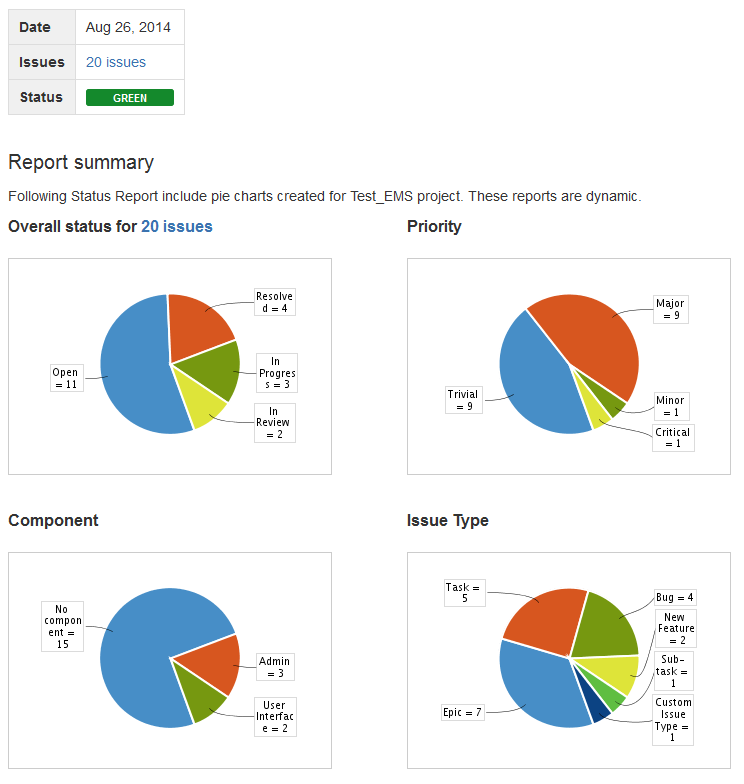 Date Aug 26, 2014
Issues 20 issues
Status GREEN
Report summary
Following Status Report include pie charts created for Test_EMS project. These reports are dynamic.
Overall status for 20 issues
Resolve
d = 4
In
Progres
s = 3
In
Review
= 2
Open
= 11
Priority
Major
= 9
Minor
= 1
Critical
= 1
Trivial
= 9
Component
No
compon
ent =
15
Admin
= 3
User
Interfac
e = 2
Issue Type
Task =
5
Bug = 4
New
Feature
= 2
Sub-
task =
1
Custom
Issue
Type =
1
Epic = 7